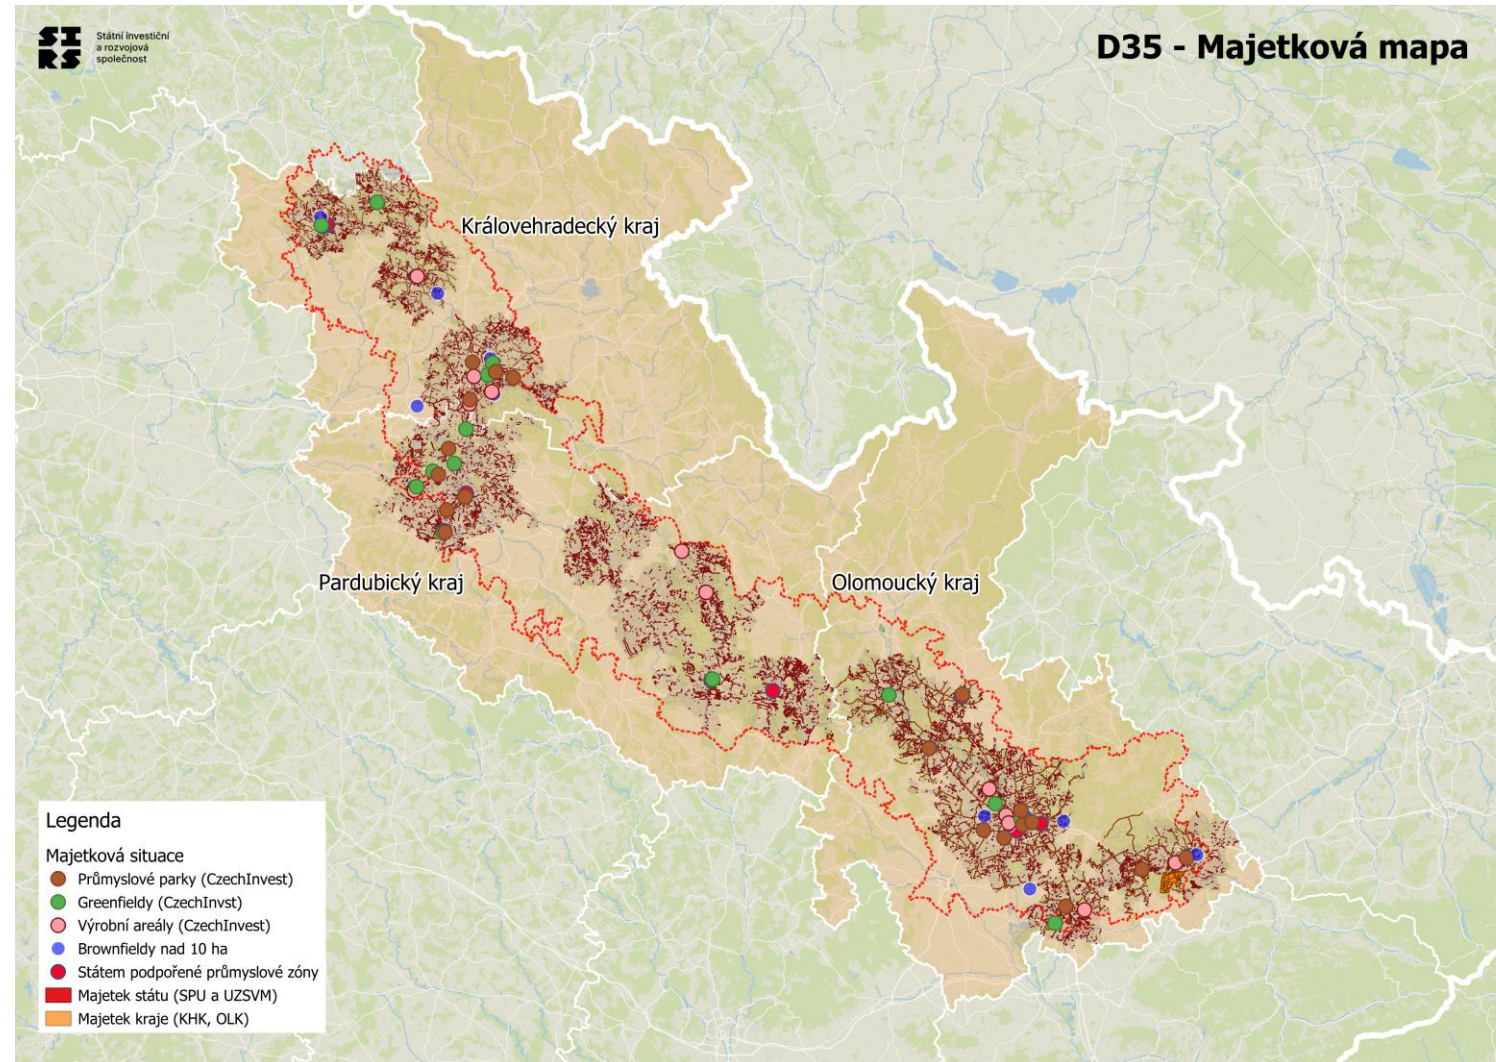 SI
RS
Státní investiční
a rozvojová
společnost
D35 - Majetková mapa
Královehradecký kraj
Pardubický kraj
Olomoucký kraj
Legenda
Majetková situace
Průmyslové parky (CzechInvest)
Greenfieldy (CzechInvst)
Výrobní areály (CzechInvest)
Brownfieldy nad 10 ha
Státem podpořené průmyslové zóny
Majetek státu (SPU a UZSVM)
Majetek kraje (KHK, OLK)